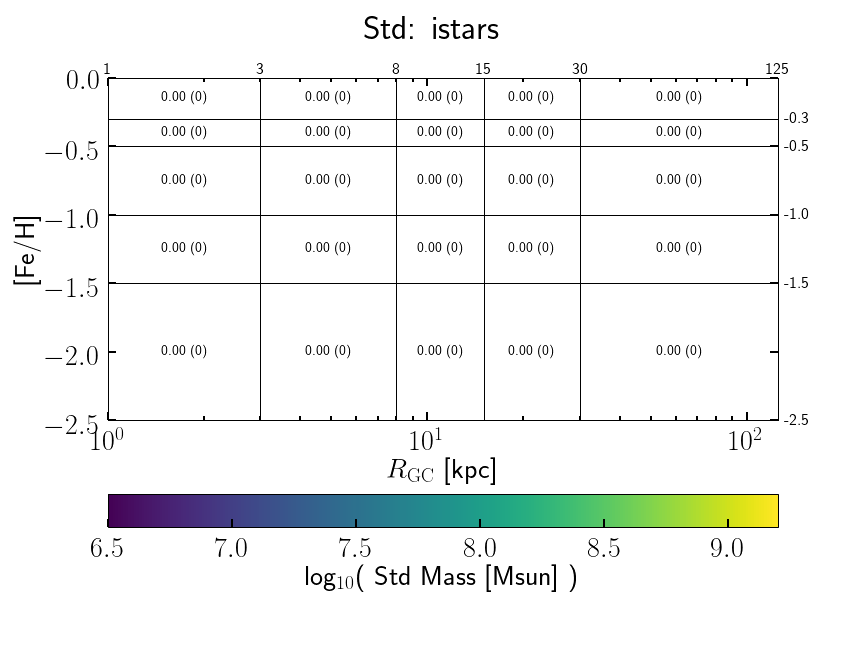 Std: istars
1 3 8 15 30 125
0.0
0.00 (0) 0.00 (0) 0.00 (0) 0.00 (0) 0.00 (0)
-0.3
0.00 (0) 0.00 (0) 0.00 (0) 0.00 (0) 0.00 (0)
−0.5 -0.5
0.00 (0) 0.00 (0) 0.00 (0) 0.00 (0) 0.00 (0)
−1.0 -1.0
[Fe/H]
0.00 (0) 0.00 (0) 0.00 (0) 0.00 (0) 0.00 (0)
−1.5 -1.5
−2.0 0.00 (0) 0.00 (0) 0.00 (0) 0.00 (0) 0.00 (0)
−2.5 -2.5
10⁰ 10¹ 10²
R_GC [kpc]
6.5 7.0 7.5 8.0 8.5 9.0
log₁₀( Std Mass [Msun] )